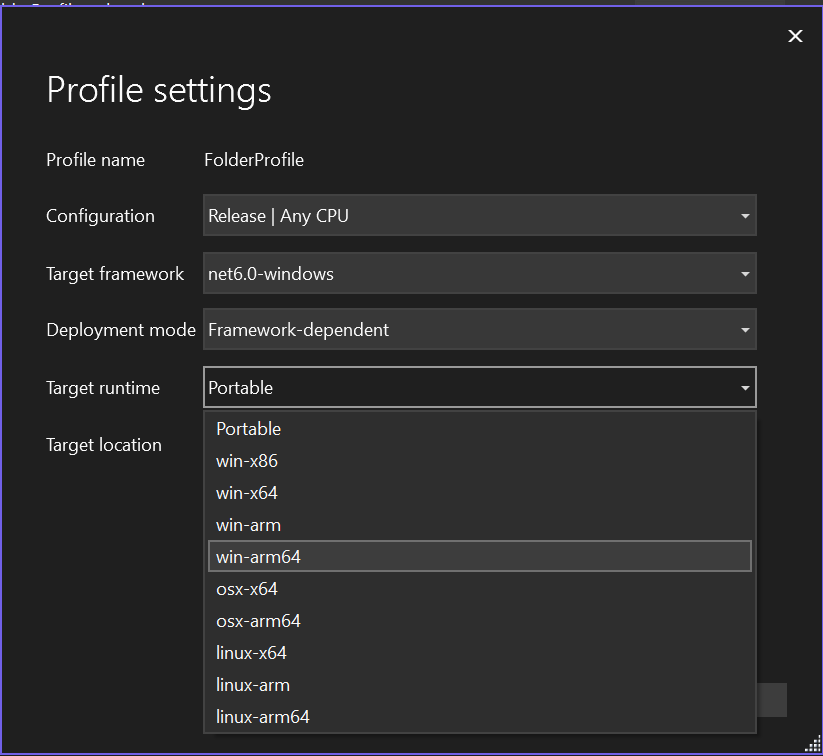 Profile settings
Profile name FolderProfile
Configuration Release | Any CPU
Target framework net6.0-windows
Deployment mode Framework-dependent
Target runtime Portable
Portable
Target location
win-x86
win-x64
win-arm
win-arm64
osx-x64
osx-arm64
linux-x64
linux-arm
linux-arm64